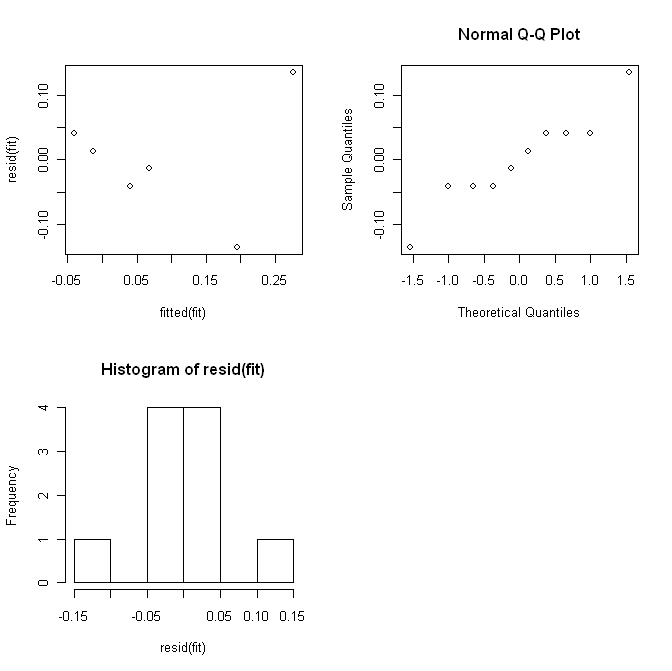 resid(fit)
0.10
0.00
-0.10
-0.05 0.05 0.15 0.25
fitted(fit)
Normal Q-Q Plot
Sample Quantiles
0.10
0.00
-0.10
-1.5 -1.0 -0.5 0.0 0.5 1.0 1.5
Theoretical Quantiles
Histogram of resid(fit)
Frequency
4
3
2
1
0
-0.15 -0.05 0.05 0.10 0.15
resid(fit)